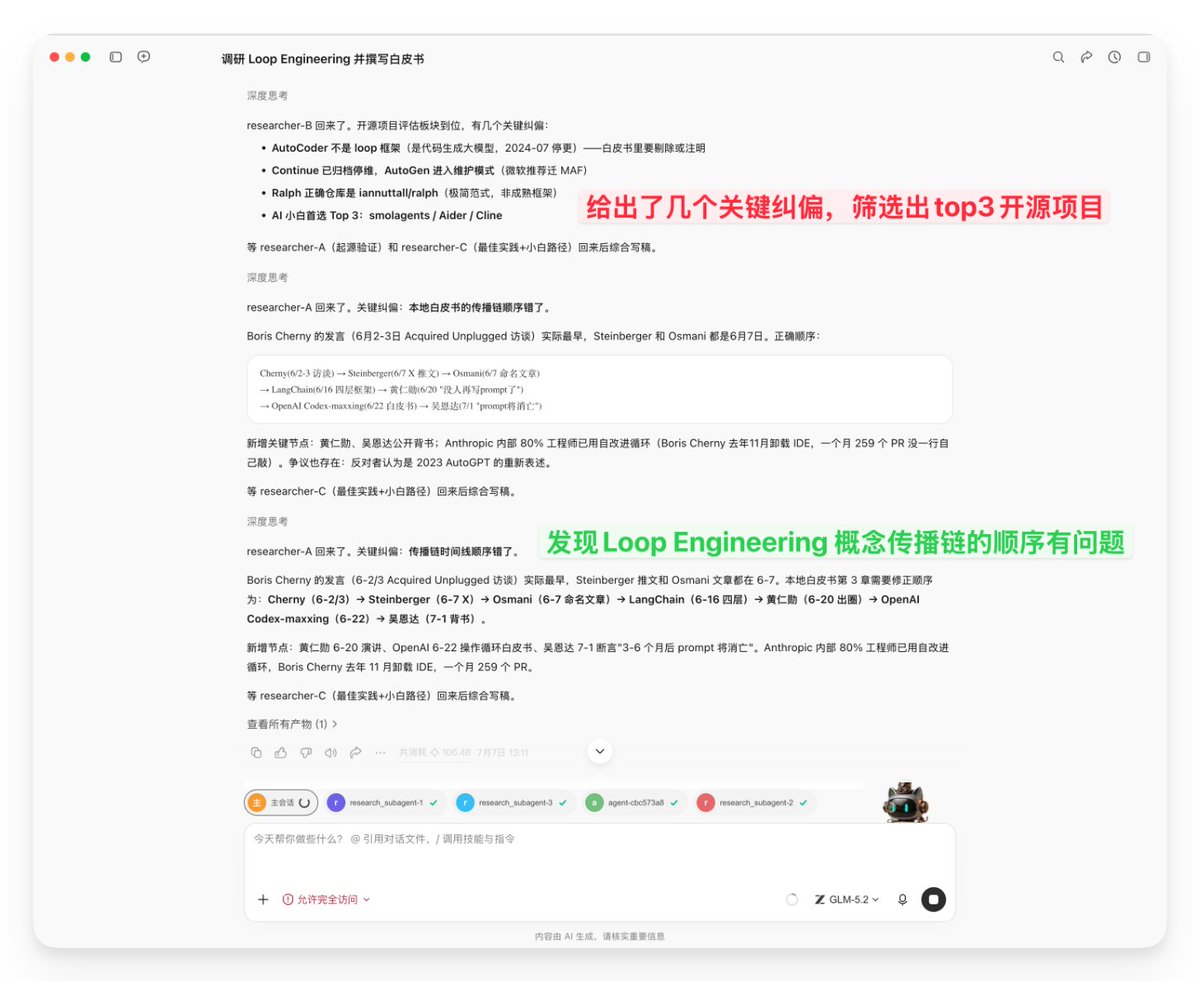 调研 Loop Engineering 并撰写白皮书
深度思考
researcher-B 回来了。开源项目评估板块到位，有几个关键纠偏：
• AutoCoder 不是 loop 框架（是代码生成大模型，2024-07 停更）——白皮书里要剔除或注明
• Continue 已归档停维，AutoGen 进入维护模式（微软推荐迁 MAF）
• Ralph 正确仓库是 iannuttall/ralph（极简范式，非成熟框架）
• AI 小白首选 Top 3：smolagents / Aider / Cline
给出了几个关键纠偏，筛选出top3开源项目
等 researcher-A（起源验证）和 researcher-C（最佳实践+小白路径）回来后综合写稿。
深度思考
researcher-A 回来了。关键纠偏：本地白皮书的传播链顺序错了。
Boris Cherny 的发言（6月2-3日 Acquired Unplugged 访谈）实际最早，Steinberger 和 Osmani 都是6月7日。正确顺序：
Cherny(6/2-3 访谈) → Steinberger(6/7 X 推文) → Osmani(6/7 命名文章)
→ LangChain(6/16 四层框架) → 黄仁勋(6/20 "没人再写prompt了")
→ OpenAI Codex-maxxing(6/22 白皮书) → 吴恩达(7/1 "prompt将消亡")
新增关键节点：黄仁勋、吴恩达公开背书；Anthropic 内部 80% 工程师已用自改进循环（Boris Cherny 去年11月卸载 IDE，一个月 259 个 PR 没一行自
己敲）。争议也存在：反对者认为是 2023 AutoGPT 的重新表述。
等 researcher-C（最佳实践+小白路径）回来后综合写稿。
深度思考
发现Loop Engineering 概念传播链的顺序有问题
researcher-A 回来了。关键纠偏：传播链时间线顺序错了。
Boris Cherny 的发言（6-2/3 Acquired Unplugged 访谈）实际最早，Steinberger 推文和 Osmani 文章都在 6-7。本地白皮书第 3 章需要修正顺序
为：Cherny（6-2/3）→ Steinberger（6-7 X）→ Osmani（6-7 命名文章）→ LangChain（6-16 四层）→ 黄仁勋（6-20 出圈）→ OpenAI
Codex-maxxing（6-22）→ 吴恩达（7-1 背书）。
新增节点：黄仁勋 6-20 演讲、OpenAI 6-22 操作循环白皮书、吴恩达 7-1 断言"3-6 个月后 prompt 将消亡"。Anthropic 内部 80% 工程师已用自改进
循环，Boris Cherny 去年 11 月卸载 IDE，一个月 259 个 PR。
等 researcher-C（最佳实践+小白路径）回来后综合写稿。
查看所有产物 (1) >
共消耗 106.48 7月7日 13:11
主 主会话 r research_subagent-1 r research_subagent-3 a agent-cbc573a8 r research_subagent-2
今天帮你做些什么？ @ 引用对话文件，/ 调用技能与指令
允许完全访问 GLM-5.2
内容由 AI 生成，请核实重要信息